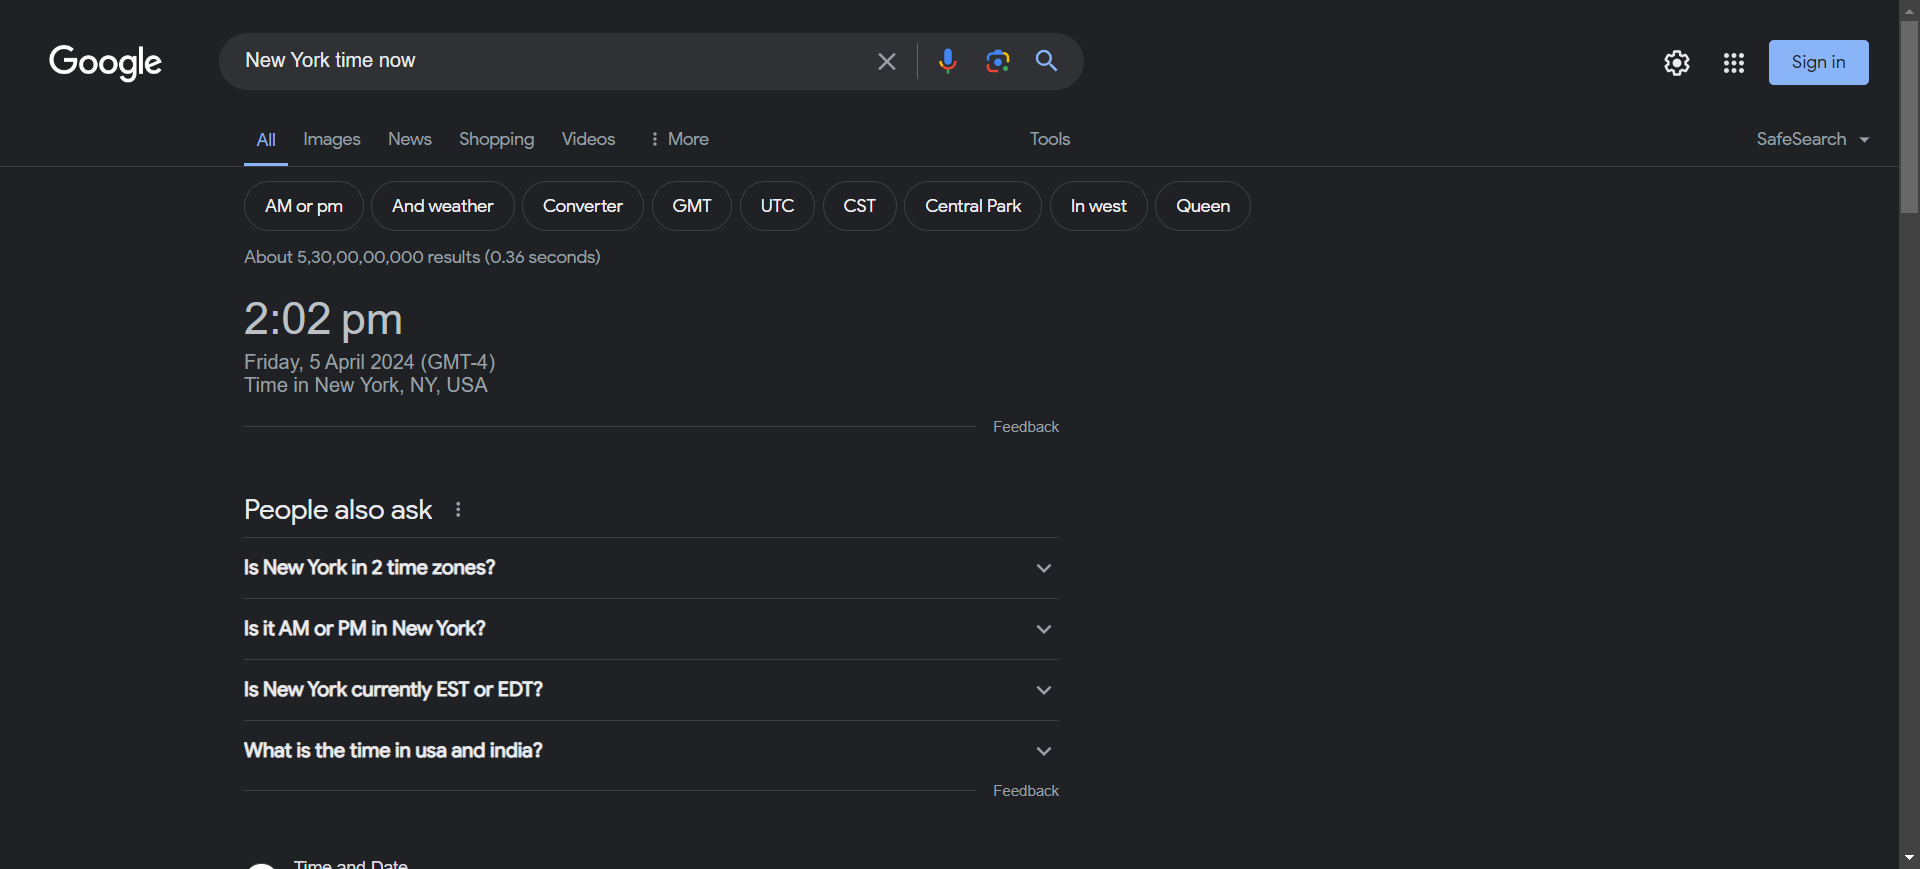 Google
New York time now
Sign in
All Images News Shopping Videos More Tools SafeSearch
AM or pm And weather Converter GMT UTC CST Central Park In west Queen
About 5,30,00,00,000 results (0.36 seconds)
2:02 pm
Friday, 5 April 2024 (GMT-4)
Time in New York, NY, USA
Feedback
People also ask
Is New York in 2 time zones?
Is it AM or PM in New York?
Is New York currently EST or EDT?
What is the time in usa and india?
Feedback
Time and Date